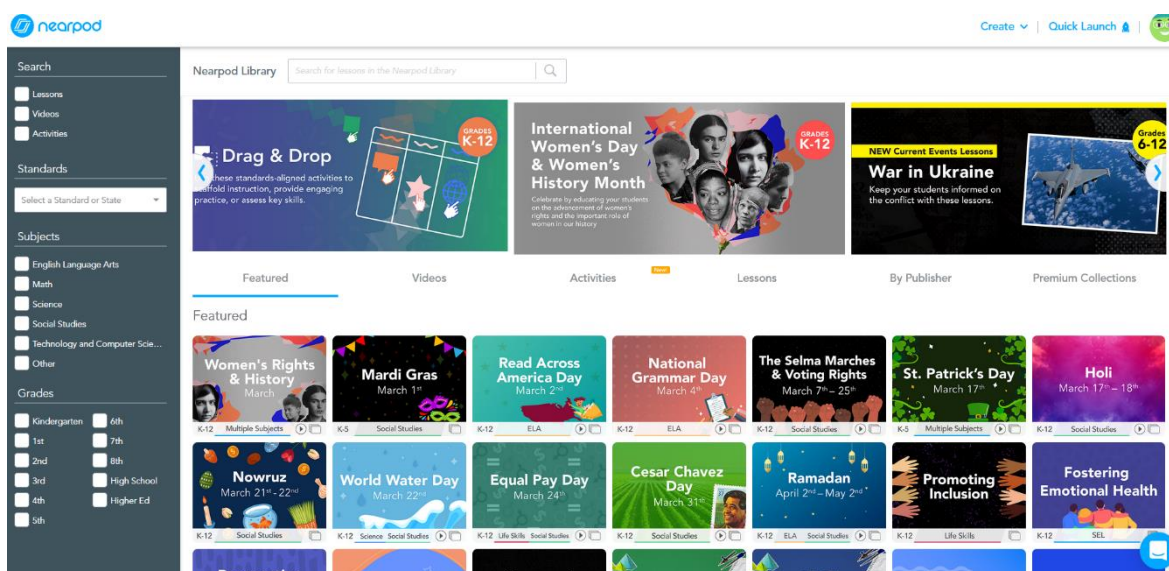 nearpod
Create
Quick Launch
Search
Lessons
Videos
Activities
Standards
Select a Standard or State
Subjects
English Language Arts
Math
Science
Social Studies
Technology and Computer Scie...
Other
Grades
Kindergarten
6th
1st
7th
2nd
8th
3rd
High School
4th
Higher Ed
5th
Nearpod Library
Search for lessons in the Nearpod Library
Drag & Drop
these standards-aligned activities to
scaffold instruction, provide engaging
practice, or assess key skills.
GRADES
K-12
International
Women's Day
& Women's
History Month
Celebrate by educating your students
on the advancement of women's
rights and the important role of
women in our history
GRADES
K-12
NEW Current Events Lessons
War in Ukraine
Keep your students informed on
the conflict with these lessons.
Grades
6-12
Featured
Videos
Activities
New!
Lessons
By Publisher
Premium Collections
Featured
Women's Rights
& History
March
K-12 Multiple Subjects
Mardi Gras
March 1st
K-5 Social Studies
Read Across
America Day
March 2nd
K-12 ELA
National
Grammar Day
March 4th
K-12 ELA
The Selma Marches
& Voting Rights
March 7th – 25th
K-12 Social Studies
St. Patrick's Day
March 17th
K-5 Multiple Subjects
Holi
March 17th – 18th
K-12 Social Studies
Nowruz
March 21st - 22nd
K-12 Social Studies
World Water Day
March 22nd
K-12 Science Social Studies
Equal Pay Day
March 24th
K-12 Life Skills Social Studies
Cesar Chavez
Day
March 31st
K-12 Social Studies
Ramadan
April 2nd – May 2nd *
K-12 ELA Social Studies
Promoting
Inclusion
K-12 Life Skills
Fostering
Emotional Health
K-12 SEL